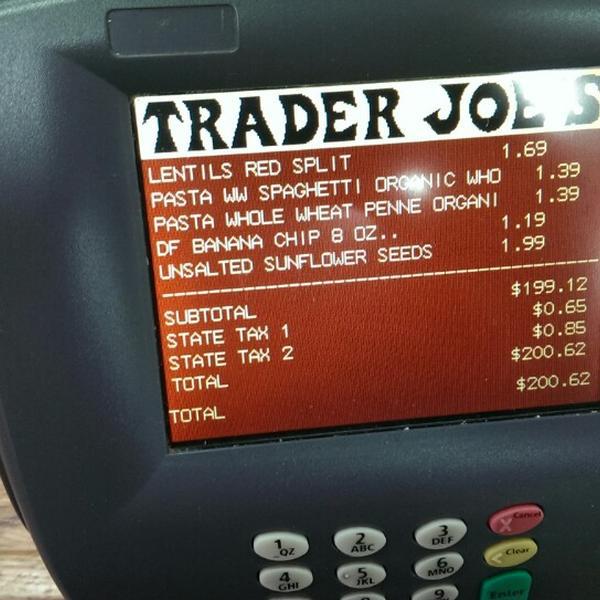 TRADER JOE'S
LENTILS RED SPLIT 1.69
PASTA WW SPAGHETTI ORGANIC WHO 1.39
PASTA WHOLE WHEAT PENNE ORGANI 1.39
DF BANANA CHIP 8 OZ.. 1.19
UNSALTED SUNFLOWER SEEDS 1.99
SUBTOTAL $199.12
STATE TAX 1 $0.65
STATE TAX 2 $0.85
TOTAL $200.62
TOTAL $200.62
1 QZ 2 ABC 3 DEF X Cancel
4 GHI 5 JKL 6 MNO < Clear
9 Enter